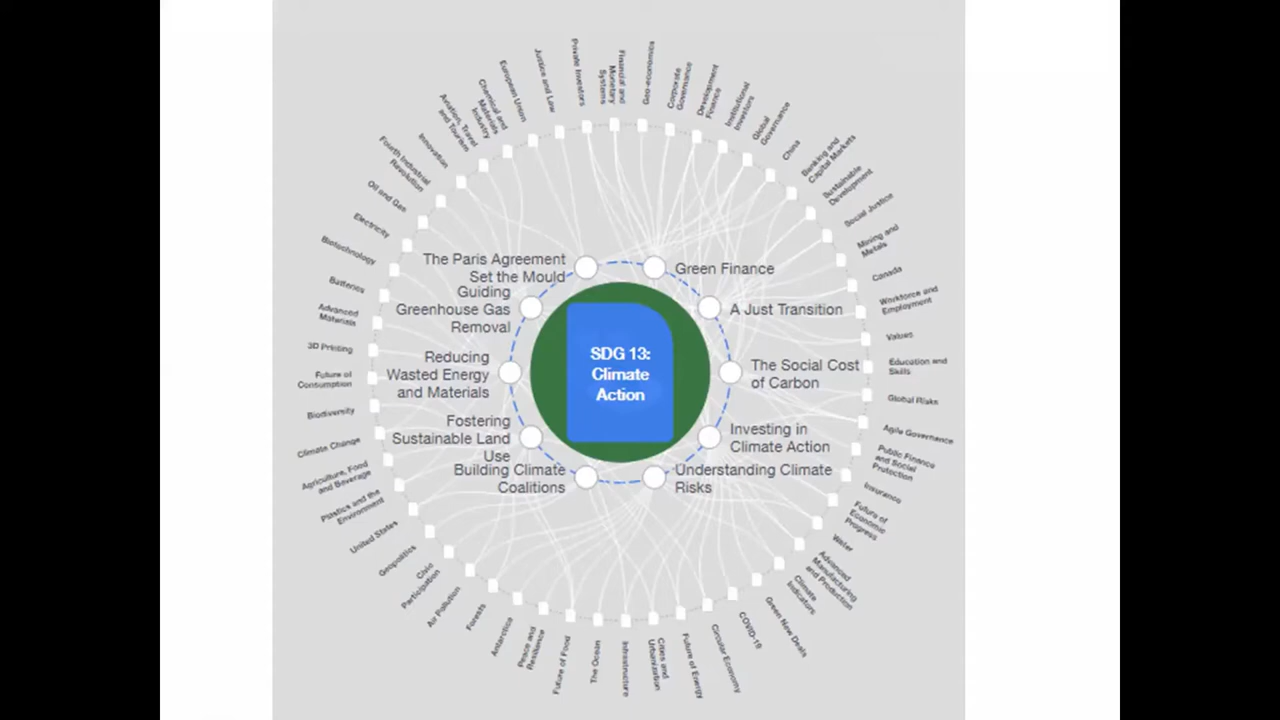 SDG 13:
Climate
Action
The Paris Agreement
Set the Mould
Guiding
Greenhouse Gas
Removal
Reducing
Wasted Energy
and Materials
Fostering
Sustainable Land
Use
Building Climate
Coalitions
Green Finance
A Just Transition
The Social Cost
of Carbon
Investing in
Climate Action
Understanding Climate
Risks
Private Investors
Financial and
Monetary
Systems
Geo-economics
Corporate
Governance
Development
Finance
Institutional
Investors
Global
Governance
China
Banking and
Capital Markets
Sustainable
Development
Social Justice
Mining and
Metals
Canada
Workforce and
Employment
Values
Education and
Skills
Global Risks
Agile Governance
Public Finance
and Social
Protection
Insurance
Future of
Economic
Progress
Water
Advanced
Manufacturing
and Production
Climate
Indicators
Green New Deals
COVID-19
Circular Economy
Future of Energy
Cities and
Urbanization
Infrastructure
The Ocean
Future of Food
Peace and
Resilience
Antarctica
Forests
Air Pollution
Civic
Participation
Geopolitics
United States
Plastics and the
Environment
Agriculture, Food
and Beverage
Climate Change
Biodiversity
Future of
Consumption
3D Printing
Advanced
Materials
Batteries
Biotechnology
Electricity
Oil and Gas
Fourth Industrial
Revolution
Innovation
Aviation, Travel
and Tourism
Chemical and
Materials
Industry
European Union
Justice and Law